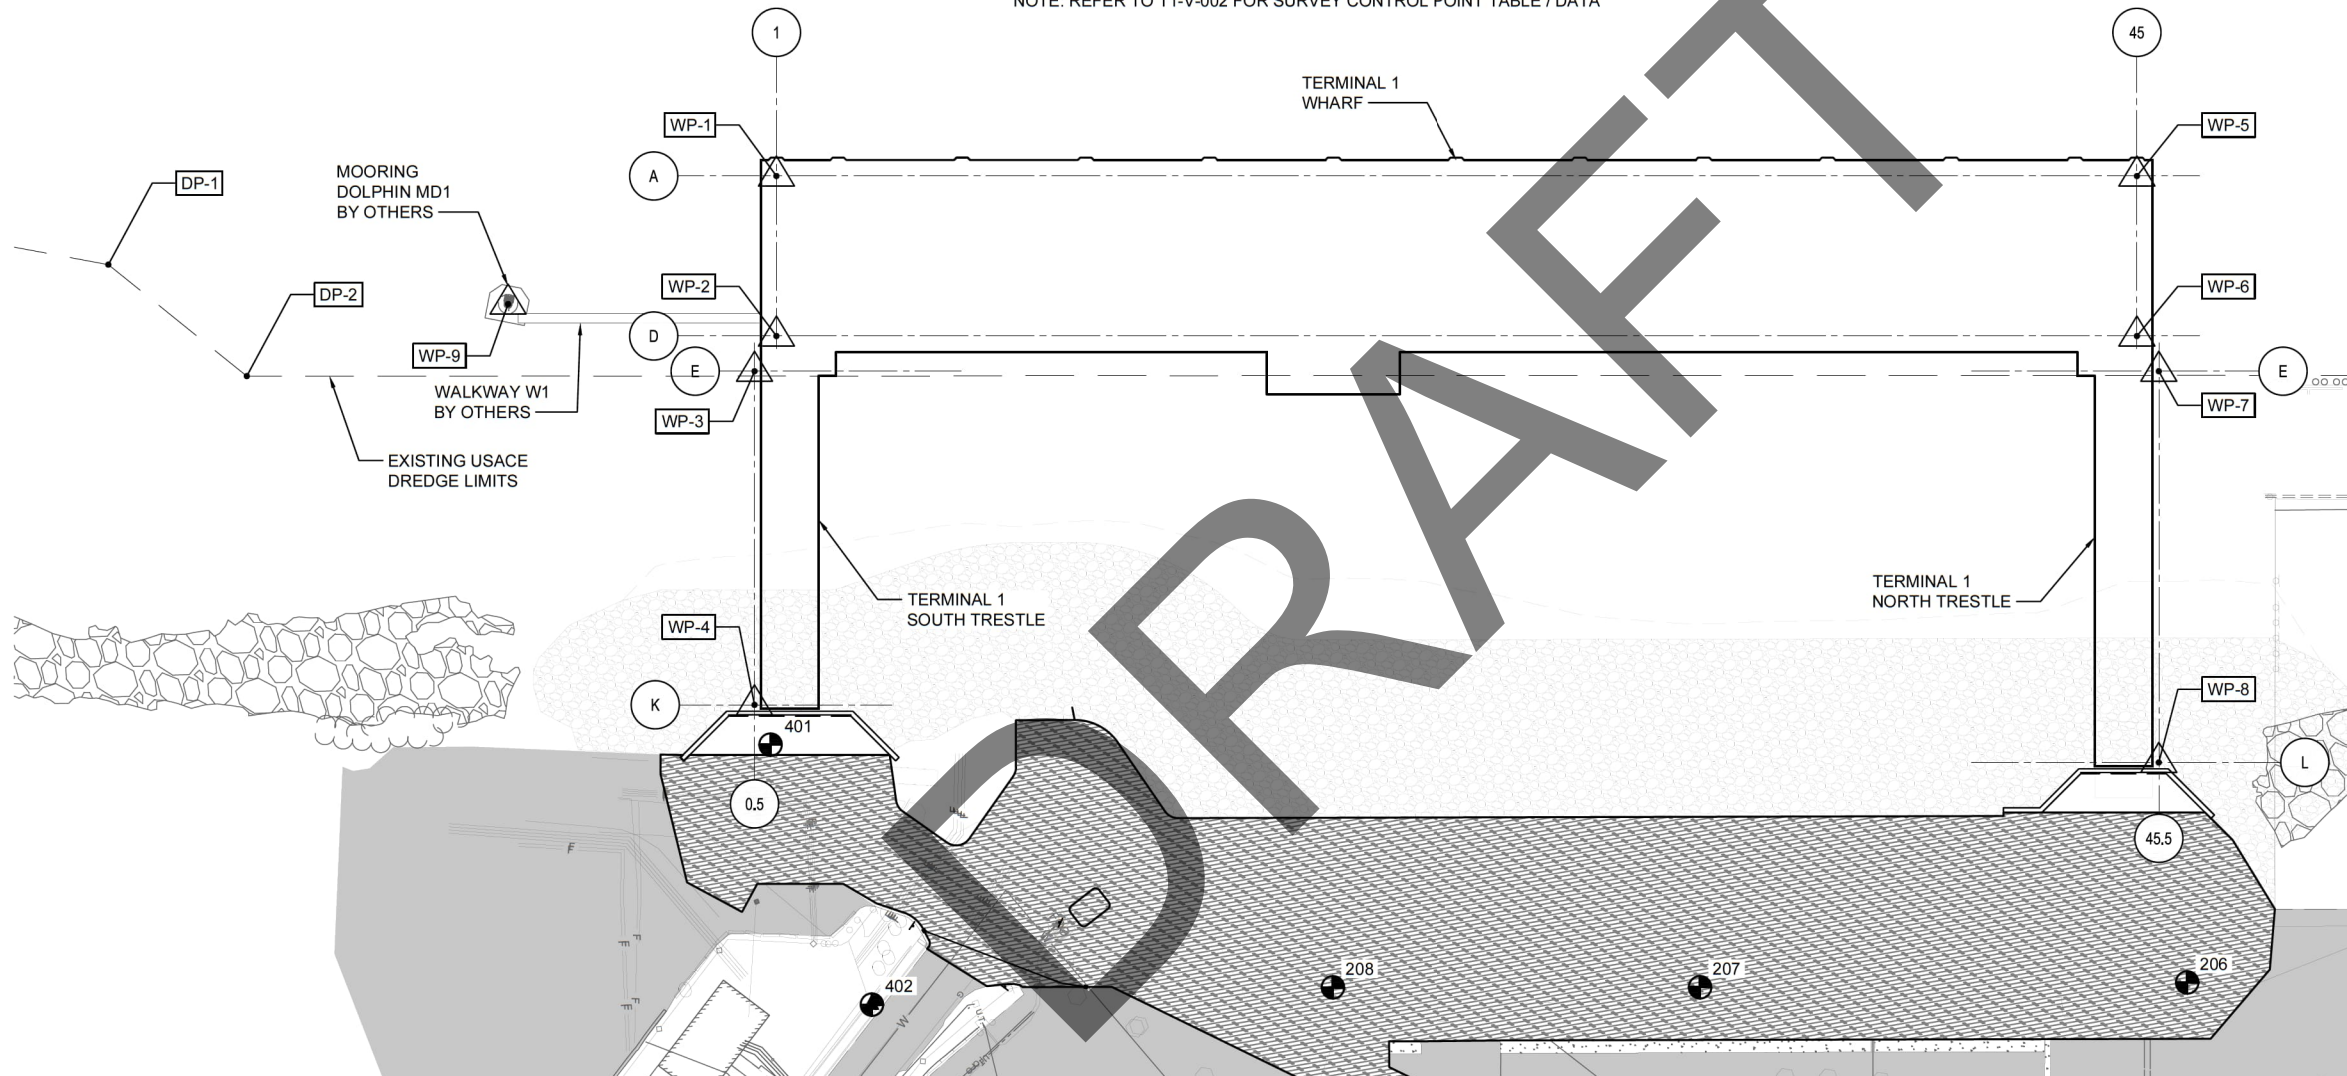 NOTE: REFER TO T1-V-002 FOR SURVEY CONTROL POINT TABLE / DATA
1
45
TERMINAL 1
WHARF
WP-1
WP-5
A
DP-1
MOORING
DOLPHIN MD1
BY OTHERS
DP-2
WP-2
WP-6
D
WP-9
E
E
WALKWAY W1
BY OTHERS
WP-3
WP-7
EXISTING USACE
DREDGE LIMITS
TERMINAL 1
SOUTH TRESTLE
TERMINAL 1
NORTH TRESTLE
WP-4
WP-8
K
401
L
0.5
45.5
F
402
208
207
206
W
G
F
F
F
F
DRAFT